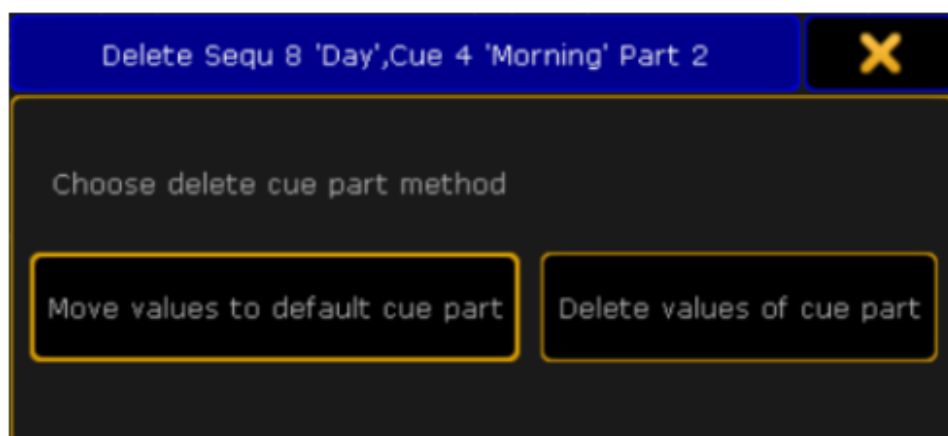 Delete Sequ 8 'Day',Cue 4 'Morning' Part 2
Choose delete cue part method
Move values to default cue part
Delete values of cue part